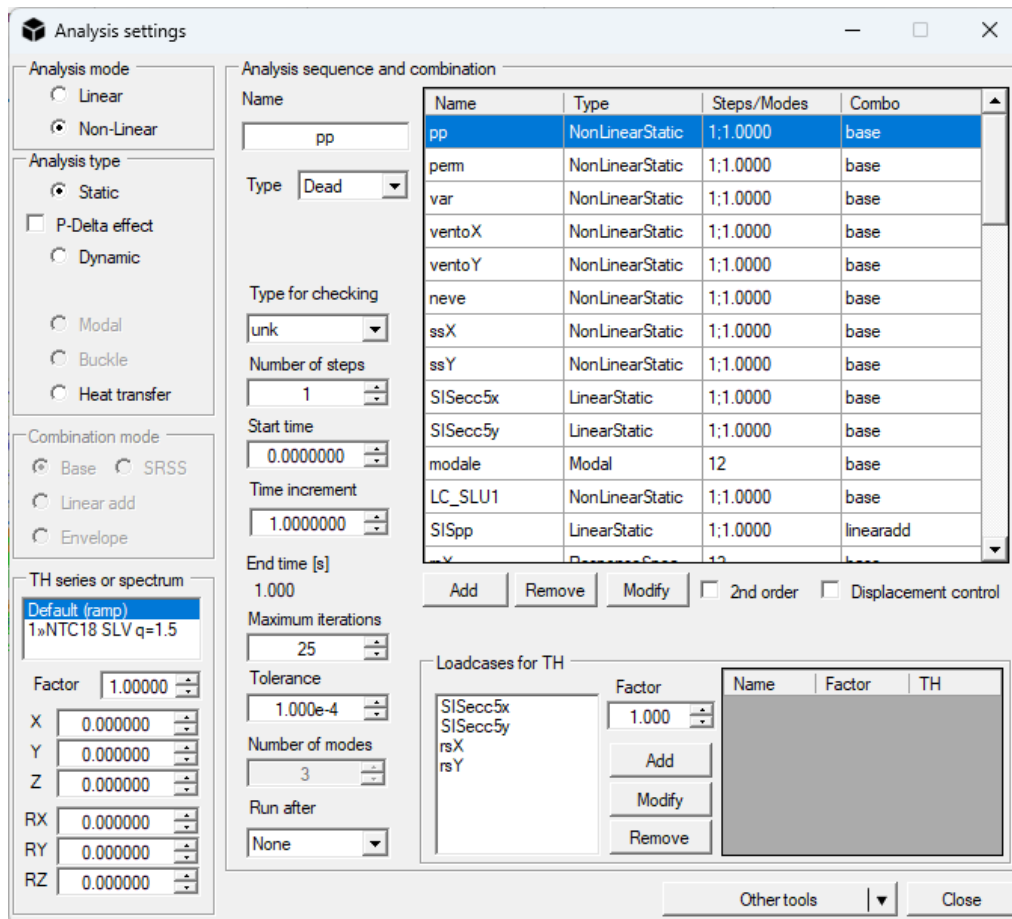 Analysis settings
Analysis mode
Linear
Non-Linear
Analysis type
Static
P-Delta effect
Dynamic
Modal
Buckle
Heat transfer
Combination mode
Base SRSS
Linear add
Envelope
TH series or spectrum
Default (ramp)
1»NTC18 SLV q=1.5
Factor 1.00000
X 0.000000
Y 0.000000
Z 0.000000
RX 0.000000
RY 0.000000
RZ 0.000000
Analysis sequence and combination
Name
pp
Type Dead
Type for checking
unk
Number of steps
1
Start time
0.0000000
Time increment
1.0000000
End time [s]
1.000
Maximum iterations
25
Tolerance
1.000e-4
Number of modes
3
Run after
None
Name Type Steps/Modes Combo
pp NonLinearStatic 1;1.0000 base
perm NonLinearStatic 1;1.0000 base
var NonLinearStatic 1;1.0000 base
ventoX NonLinearStatic 1;1.0000 base
ventoY NonLinearStatic 1;1.0000 base
neve NonLinearStatic 1;1.0000 base
ssX NonLinearStatic 1;1.0000 base
ssY NonLinearStatic 1;1.0000 base
SISecc5x LinearStatic 1;1.0000 base
SISecc5y LinearStatic 1;1.0000 base
modale Modal 12 base
LC_SLU1 NonLinearStatic 1;1.0000 base
SISpp LinearStatic 1;1.0000 linearadd
Add Remove Modify 2nd order Displacement control
Loadcases for TH
SISecc5x
SISecc5y
rsX
rsY
Factor
1.000
Add
Modify
Remove
Name Factor TH
Other tools Close